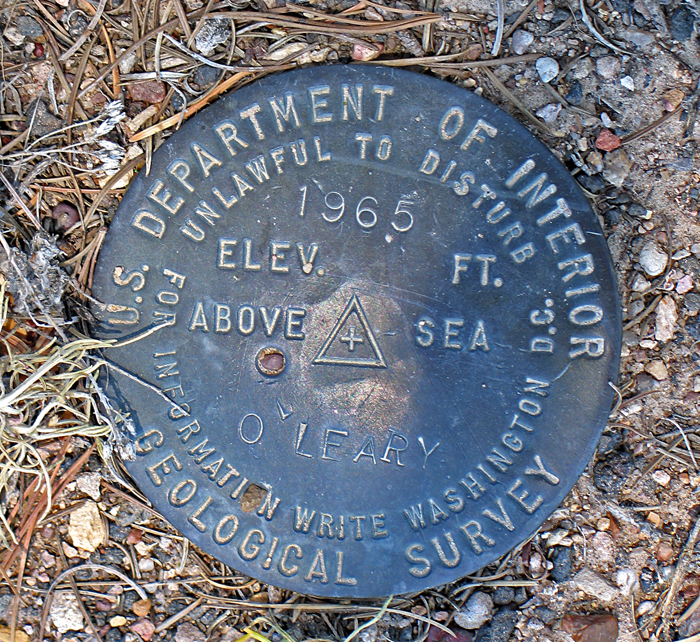 U.S. DEPARTMENT OF INTERIOR
UNLAWFUL TO DISTURB
1965
ELEV. FT.
ABOVE SEA
O'LEARY
FOR INFORMATION WRITE WASHINGTON D.C.
GEOLOGICAL SURVEY